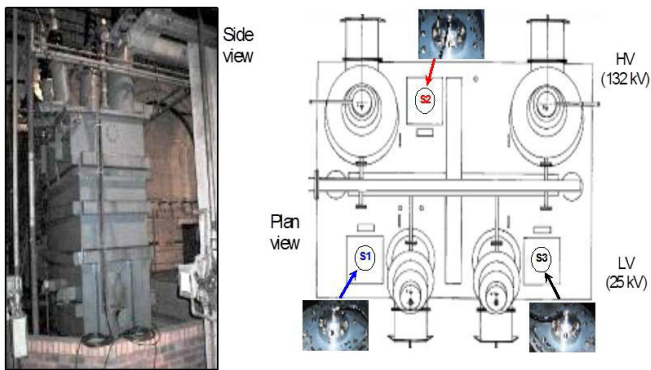 Side
view
HV
(132 kV)
S2
Plan
view
S1
S3
LV
(25 kV)